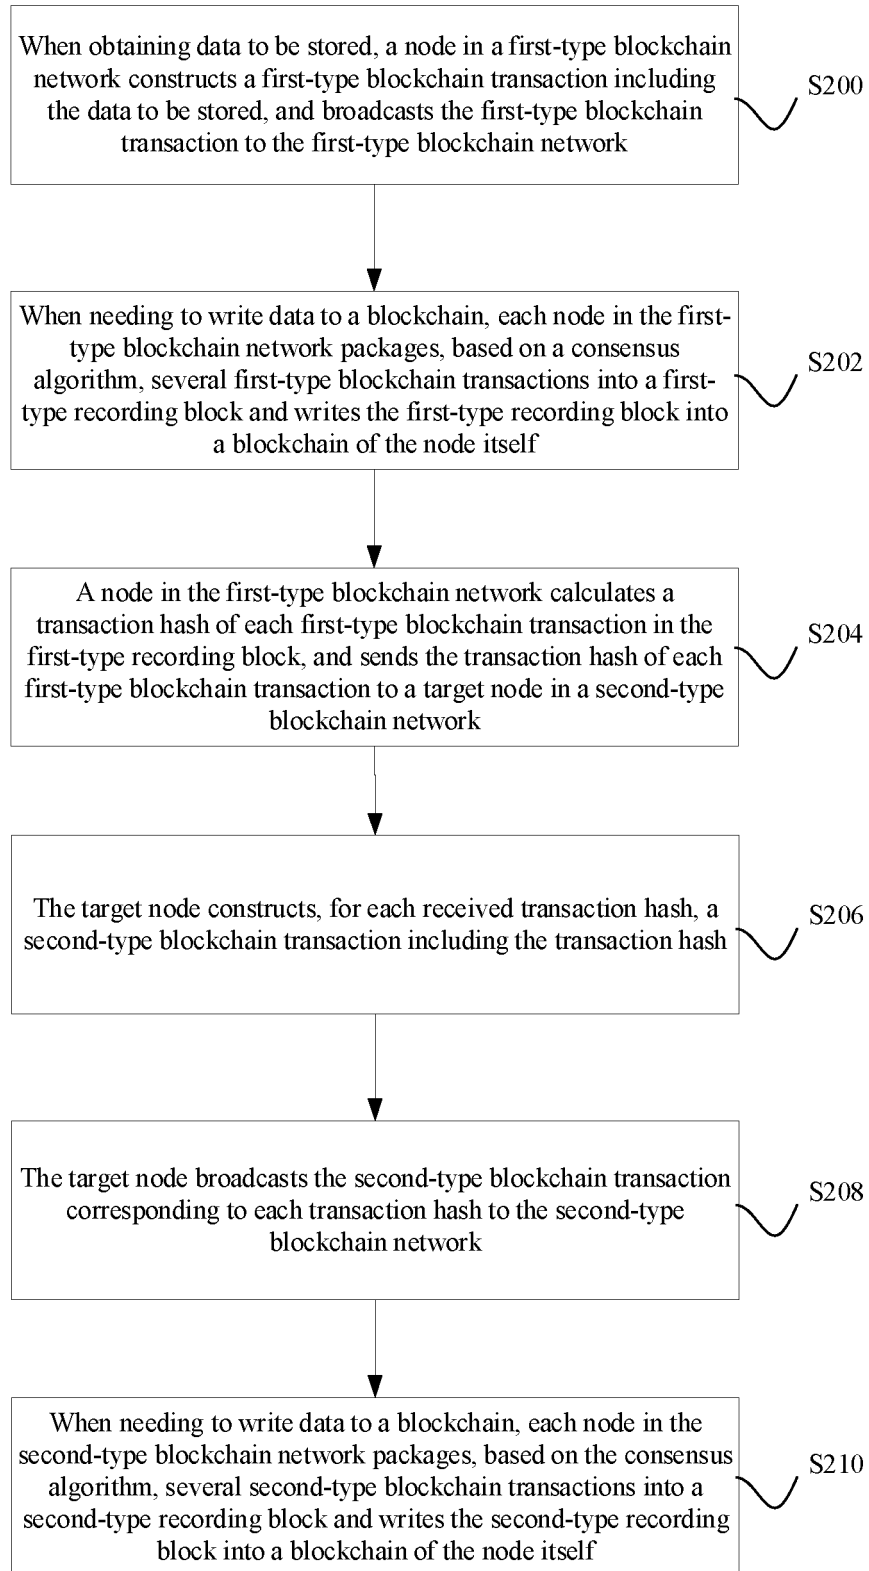 When obtaining data to be stored, a node in a first-type blockchain
network constructs a first-type blockchain transaction including
the data to be stored, and broadcasts the first-type blockchain
transaction to the first-type blockchain network
S200
When needing to write data to a blockchain, each node in the first-
type blockchain network packages, based on a consensus
algorithm, several first-type blockchain transactions into a first-
type recording block and writes the first-type recording block into
a blockchain of the node itself
S202
A node in the first-type blockchain network calculates a
transaction hash of each first-type blockchain transaction in the
first-type recording block, and sends the transaction hash of each
first-type blockchain transaction to a target node in a second-type
blockchain network
S204
The target node constructs, for each received transaction hash, a
second-type blockchain transaction including the transaction hash
S206
The target node broadcasts the second-type blockchain transaction
corresponding to each transaction hash to the second-type
blockchain network
S208
When needing to write data to a blockchain, each node in the
second-type blockchain network packages, based on the consensus
algorithm, several second-type blockchain transactions into a
second-type recording block and writes the second-type recording
block into a blockchain of the node itself
S210